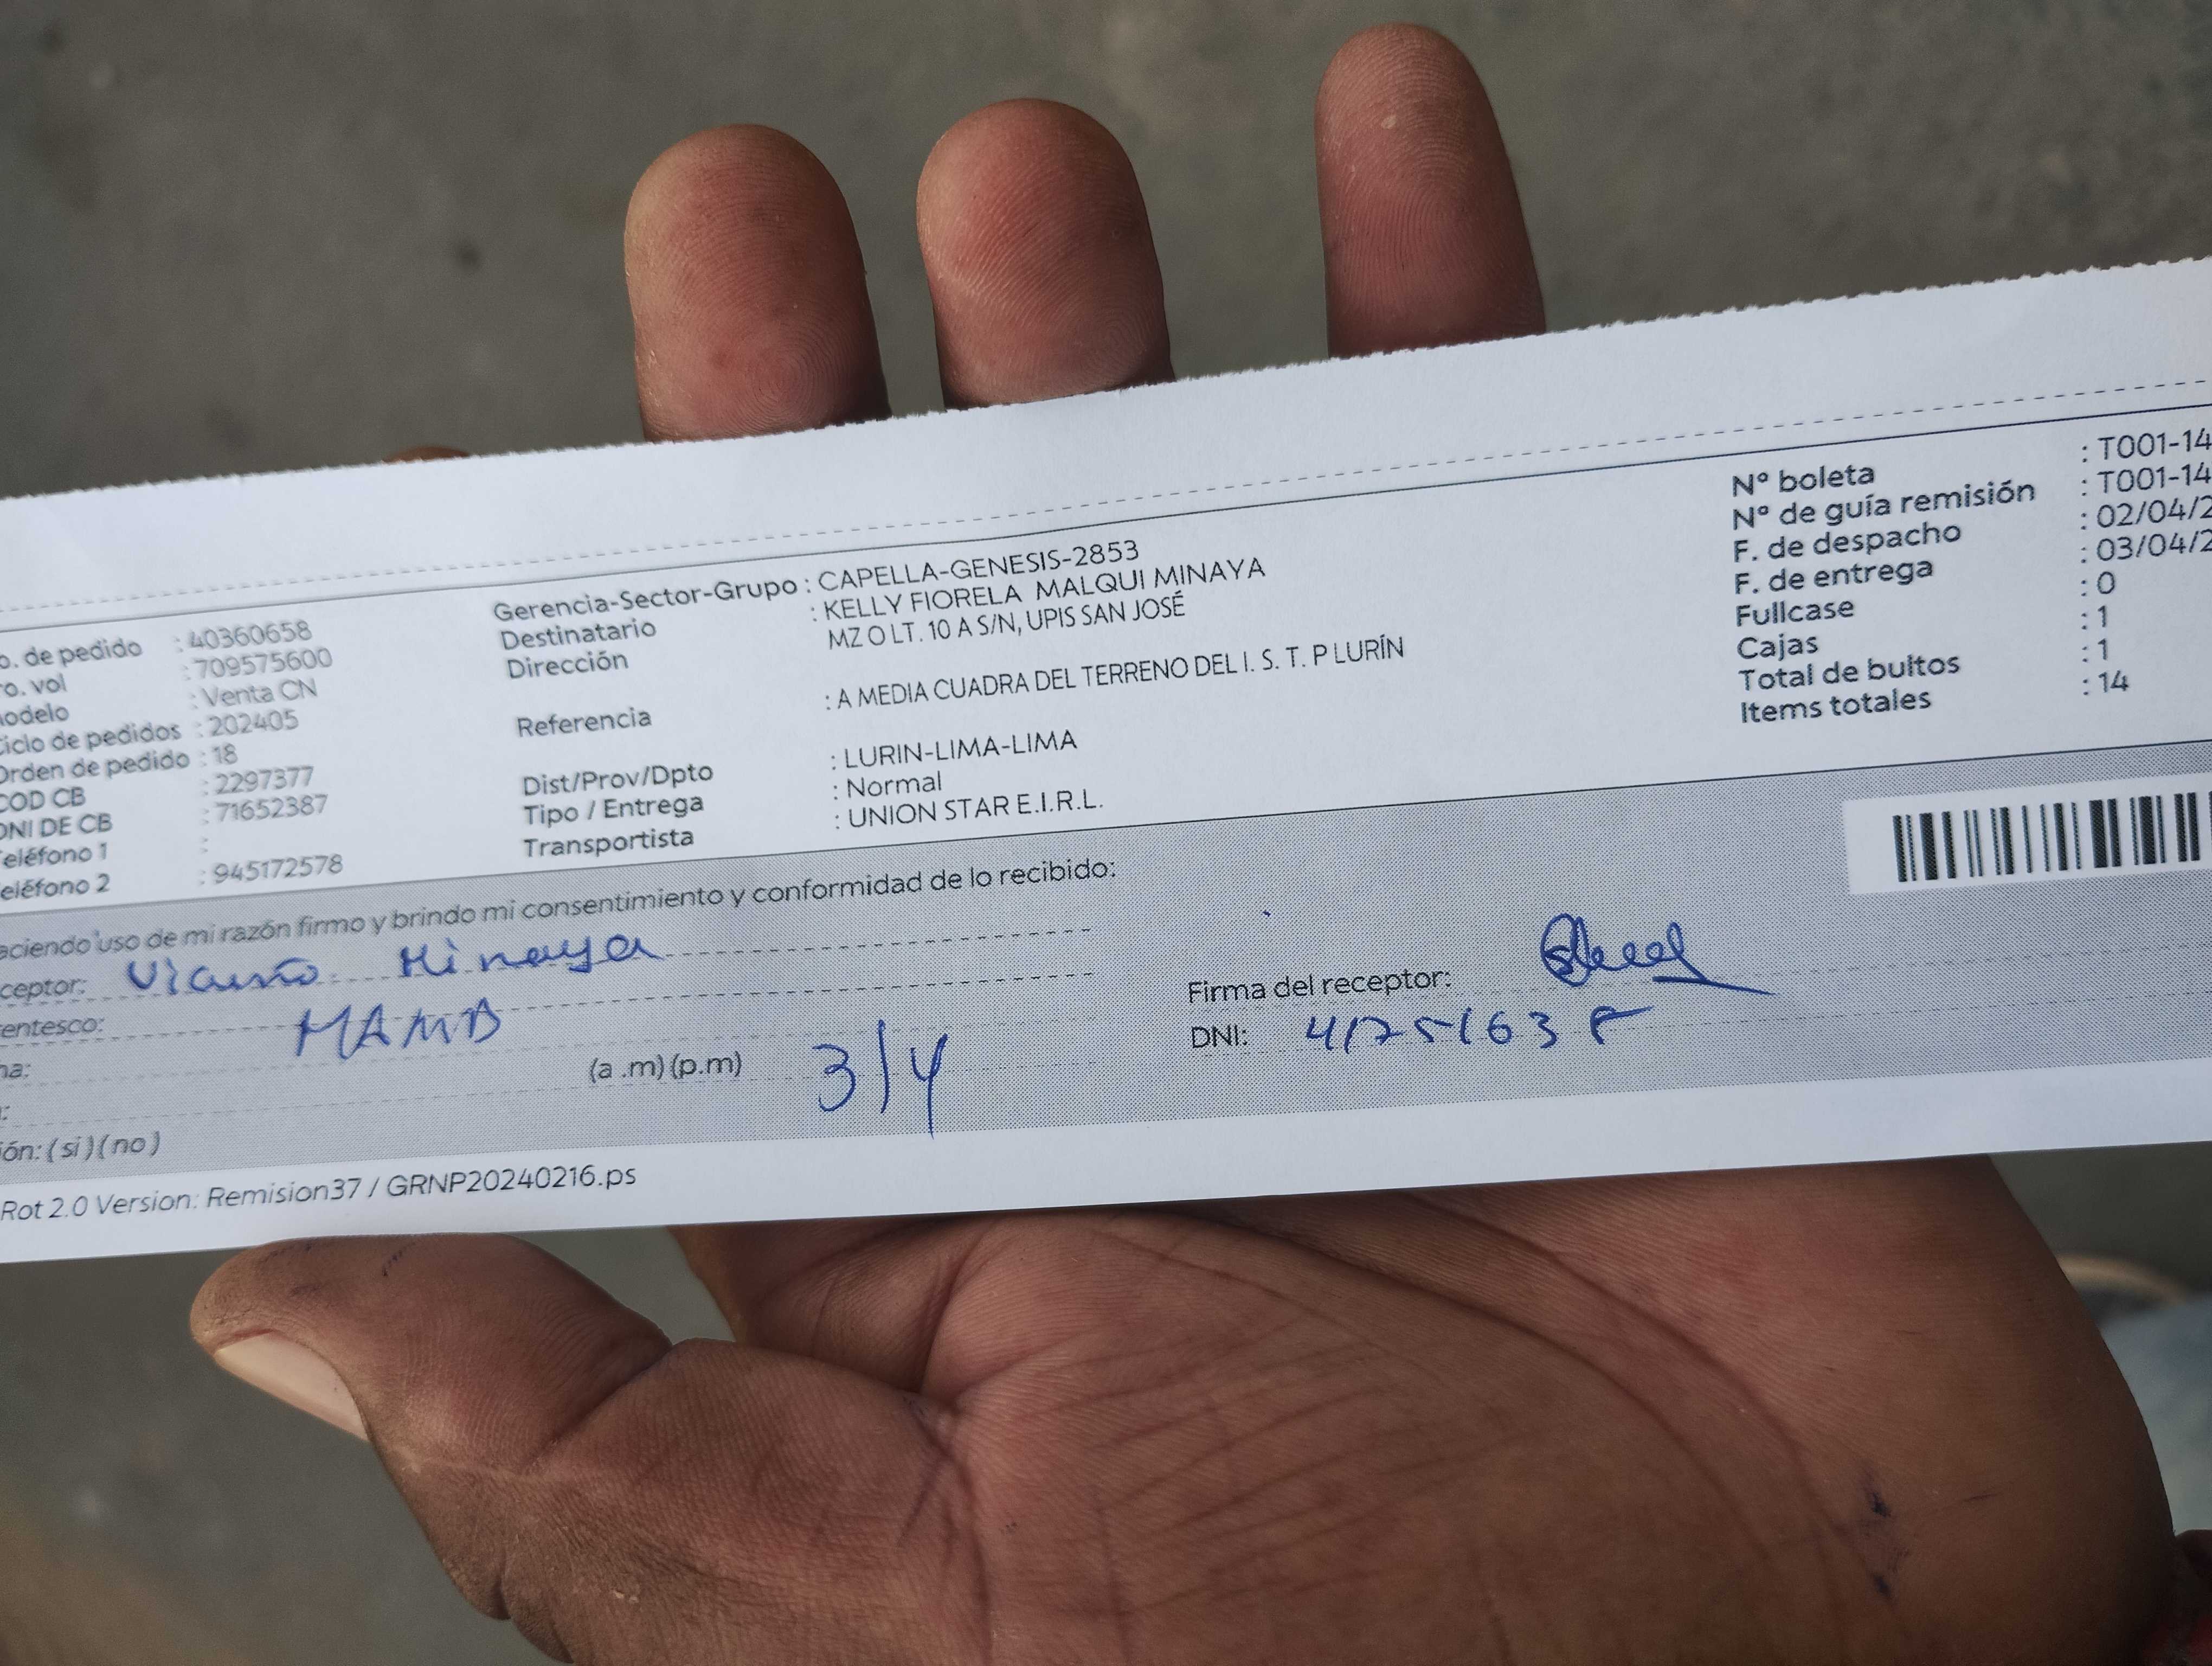 o. de pedido : 40360658
ro. vol : 709575600
odelo : Venta CN
iclo de pedidos : 202405
Orden de pedido : 18
COD CB : 2297377
DNI DE CB : 71652387
eléfono 1 :
eléfono 2 : 945172578
Gerencia-Sector-Grupo : CAPELLA-GENESIS-2853
Destinatario : KELLY FIORELA MALQUI MINAYA
Dirección MZ O LT. 10 A S/N, UPIS SAN JOSÉ
Referencia : A MEDIA CUADRA DEL TERRENO DEL I. S. T. P LURÍN
Dist/Prov/Dpto : LURIN-LIMA-LIMA
Tipo / Entrega : Normal
Transportista : UNION STAR E.I.R.L.
N° boleta : T001-14
N° de guía remisión : T001-14
F. de despacho : 02/04/2
F. de entrega : 03/04/2
Fullcase : 0
Cajas : 1
Total de bultos : 1
Items totales : 14
aciendo uso de mi razón firmo y brindo mi consentimiento y conformidad de lo recibido:
ceptor: Minaya
entesco: MAMA
na:
(a .m) (p.m) 3/4
ión: ( si ) ( no )
Firma del receptor:
DNI:
Rot 2.0 Version: Remision37 / GRNP20240216.ps